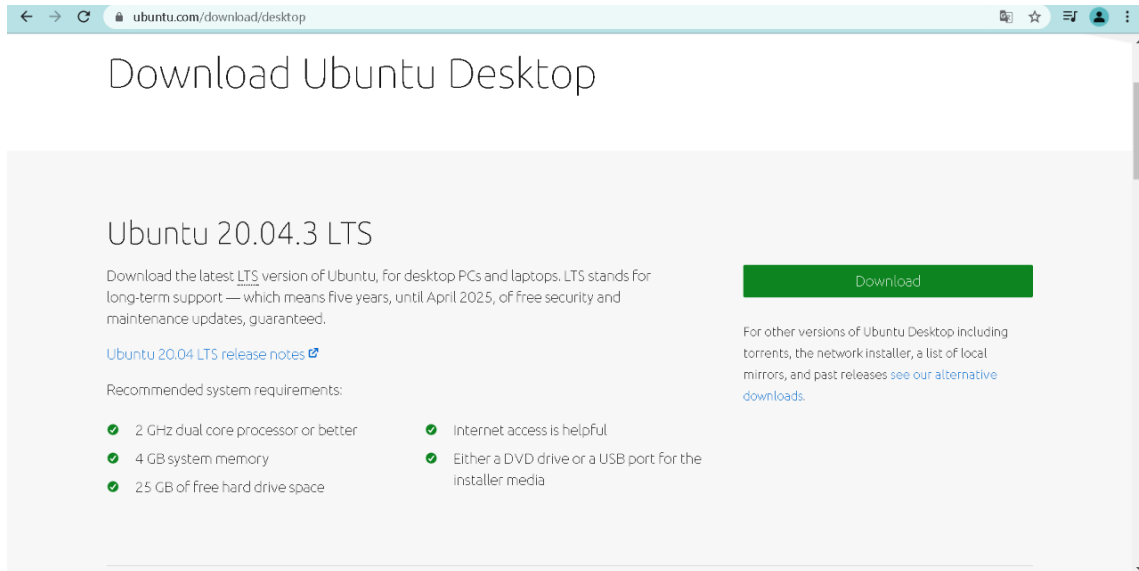 ubuntu.com/download/desktop
Download Ubuntu Desktop
Ubuntu 20.04.3 LTS
Download the latest LTS version of Ubuntu, for desktop PCs and laptops. LTS stands for
long-term support — which means five years, until April 2025, of free security and
maintenance updates, guaranteed.
Ubuntu 20.04 LTS release notes
Recommended system requirements:
2 GHz dual core processor or better
4 GB system memory
25 GB of free hard drive space
Internet access is helpful
Either a DVD drive or a USB port for the
installer media
Download
For other versions of Ubuntu Desktop including
torrents, the network installer, a list of local
mirrors, and past releases see our alternative
downloads.